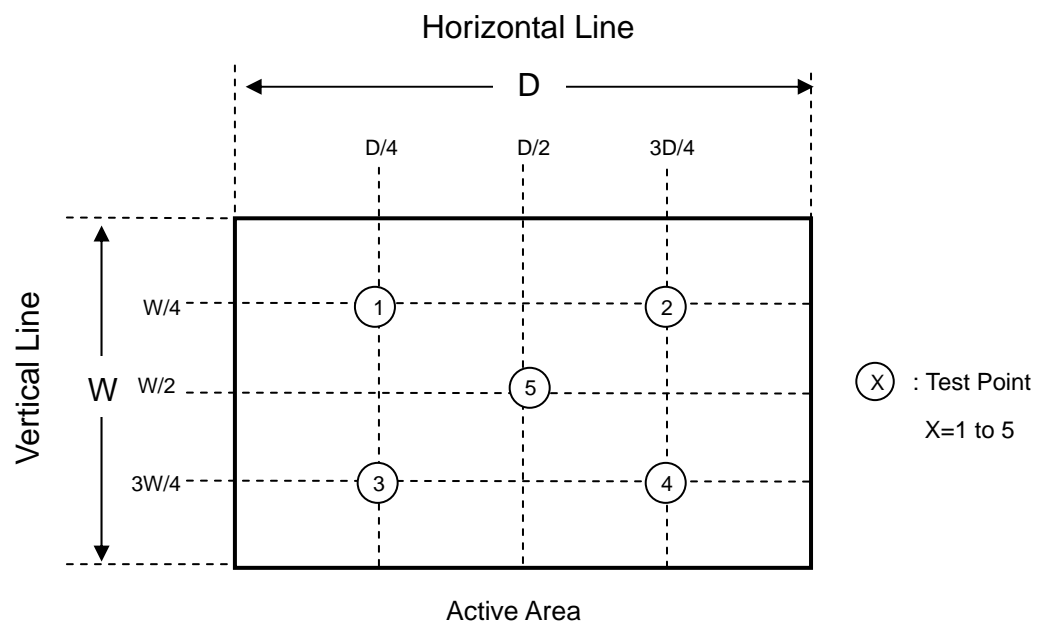 Horizontal Line
D
D/4 D/2 3D/4
W/4 1 2
Vertical Line
W W/2 5
X : Test Point
X=1 to 5
3W/4 3 4
Active Area